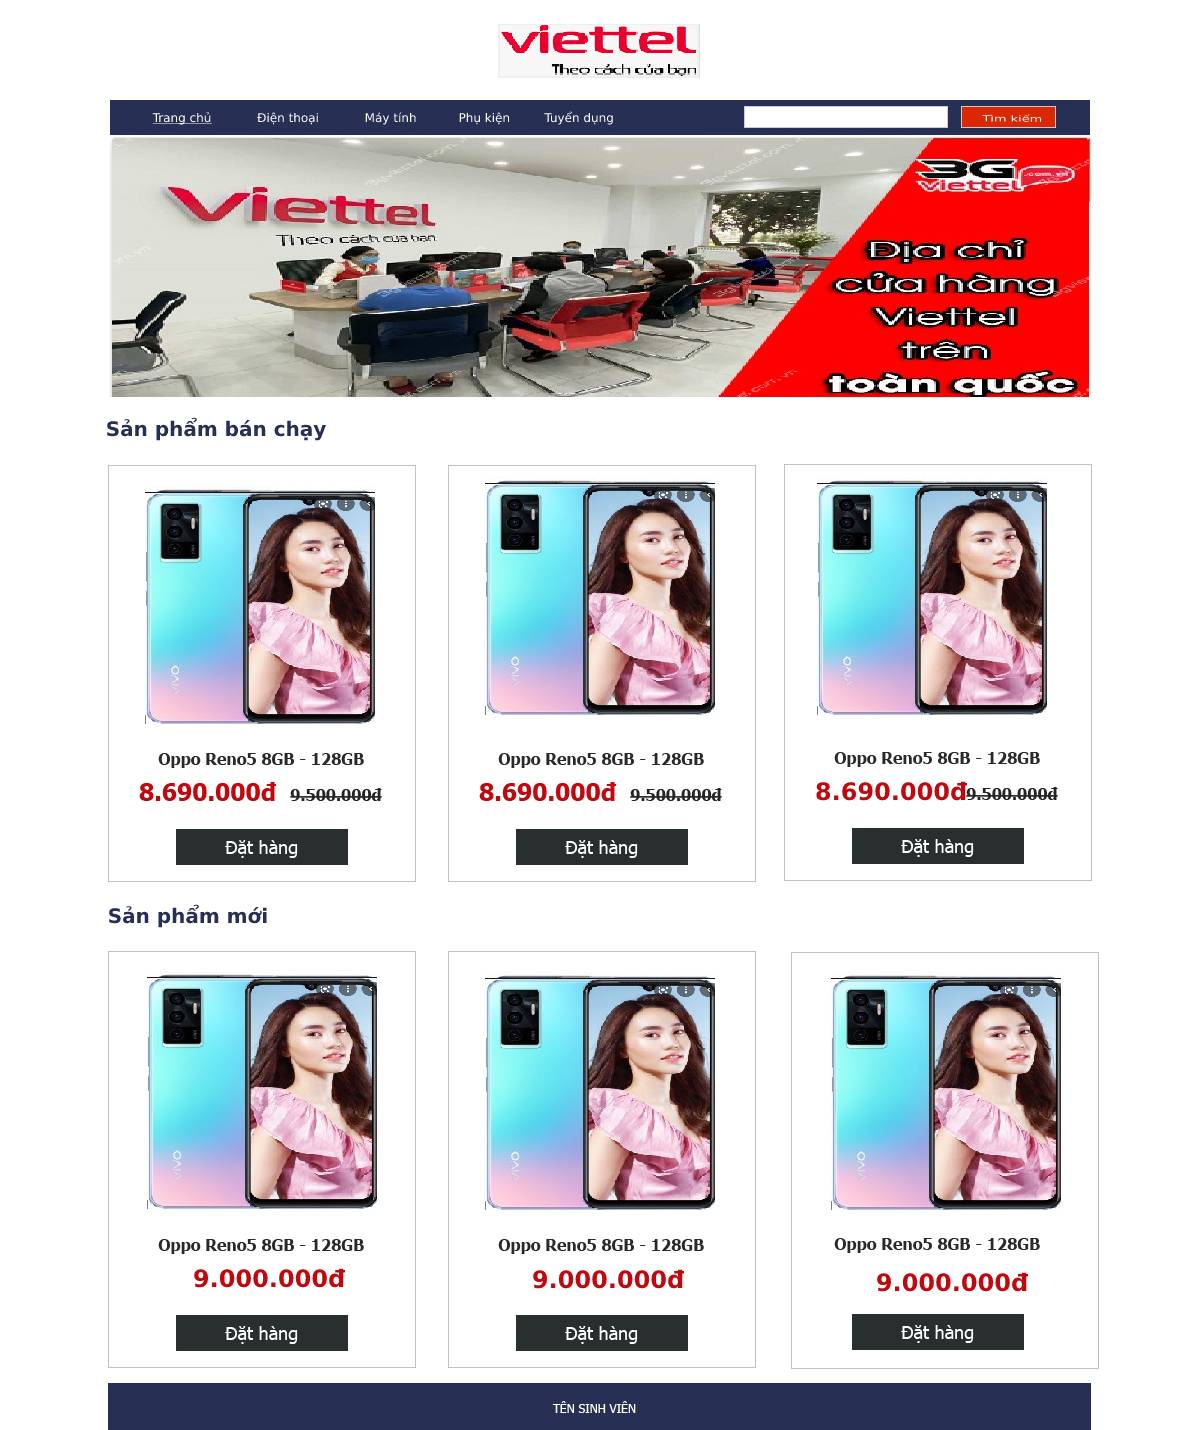 viettel
Theo cách của bạn
Trang chủ Điện thoại Máy tính Phụ kiện Tuyển dụng Tìm kiếm
viettel
Theo cách của bạn
3G
Viettel .com.vn
Địa chỉ
cửa hàng
Viettel
trên
toàn quốc
Sản phẩm bán chạy
vivo vivo vivo
Oppo Reno5 8GB - 128GB Oppo Reno5 8GB - 128GB Oppo Reno5 8GB - 128GB
8.690.000đ 9.500.000đ 8.690.000đ 9.500.000đ 8.690.000đ 9.500.000đ
Đặt hàng Đặt hàng Đặt hàng
Sản phẩm mới
vivo vivo vivo
Oppo Reno5 8GB - 128GB Oppo Reno5 8GB - 128GB Oppo Reno5 8GB - 128GB
9.000.000đ 9.000.000đ 9.000.000đ
Đặt hàng Đặt hàng Đặt hàng
TÊN SINH VIÊN